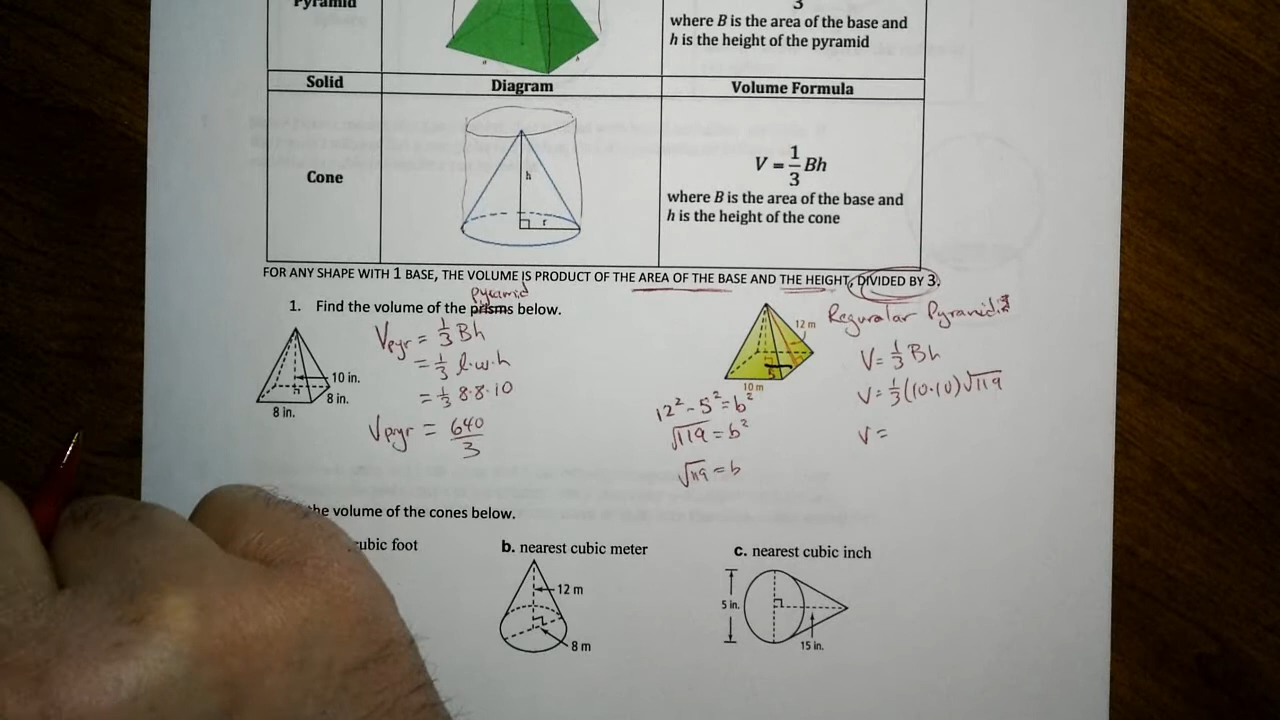 Pyramid
3
where B is the area of the base and
h is the height of the pyramid
Solid
Diagram
Volume Formula
Cone
h
r
V = 1/3 Bh
where B is the area of the base and
h is the height of the cone
FOR ANY SHAPE WITH 1 BASE, THE VOLUME IS PRODUCT OF THE AREA OF THE BASE AND THE HEIGHT, DIVIDED BY 3.
pyramid
1. Find the volume of the prisms below.
10 in.
8 in.
8 in.
Vpyr = 1/3 Bh
= 1/3 l·w·h
= 1/3 8·8·10
Vpyr = 640/3
12 m
5
10 m
12² - 5² = b²
√119 = b²
√119 = b
Reguralar Pyramid
V = 1/3 Bh
V = 1/3 (10·10) √119
V =
the volume of the cones below.
cubic foot
b. nearest cubic meter
12 m
8 m
c. nearest cubic inch
5 in.
15 in.